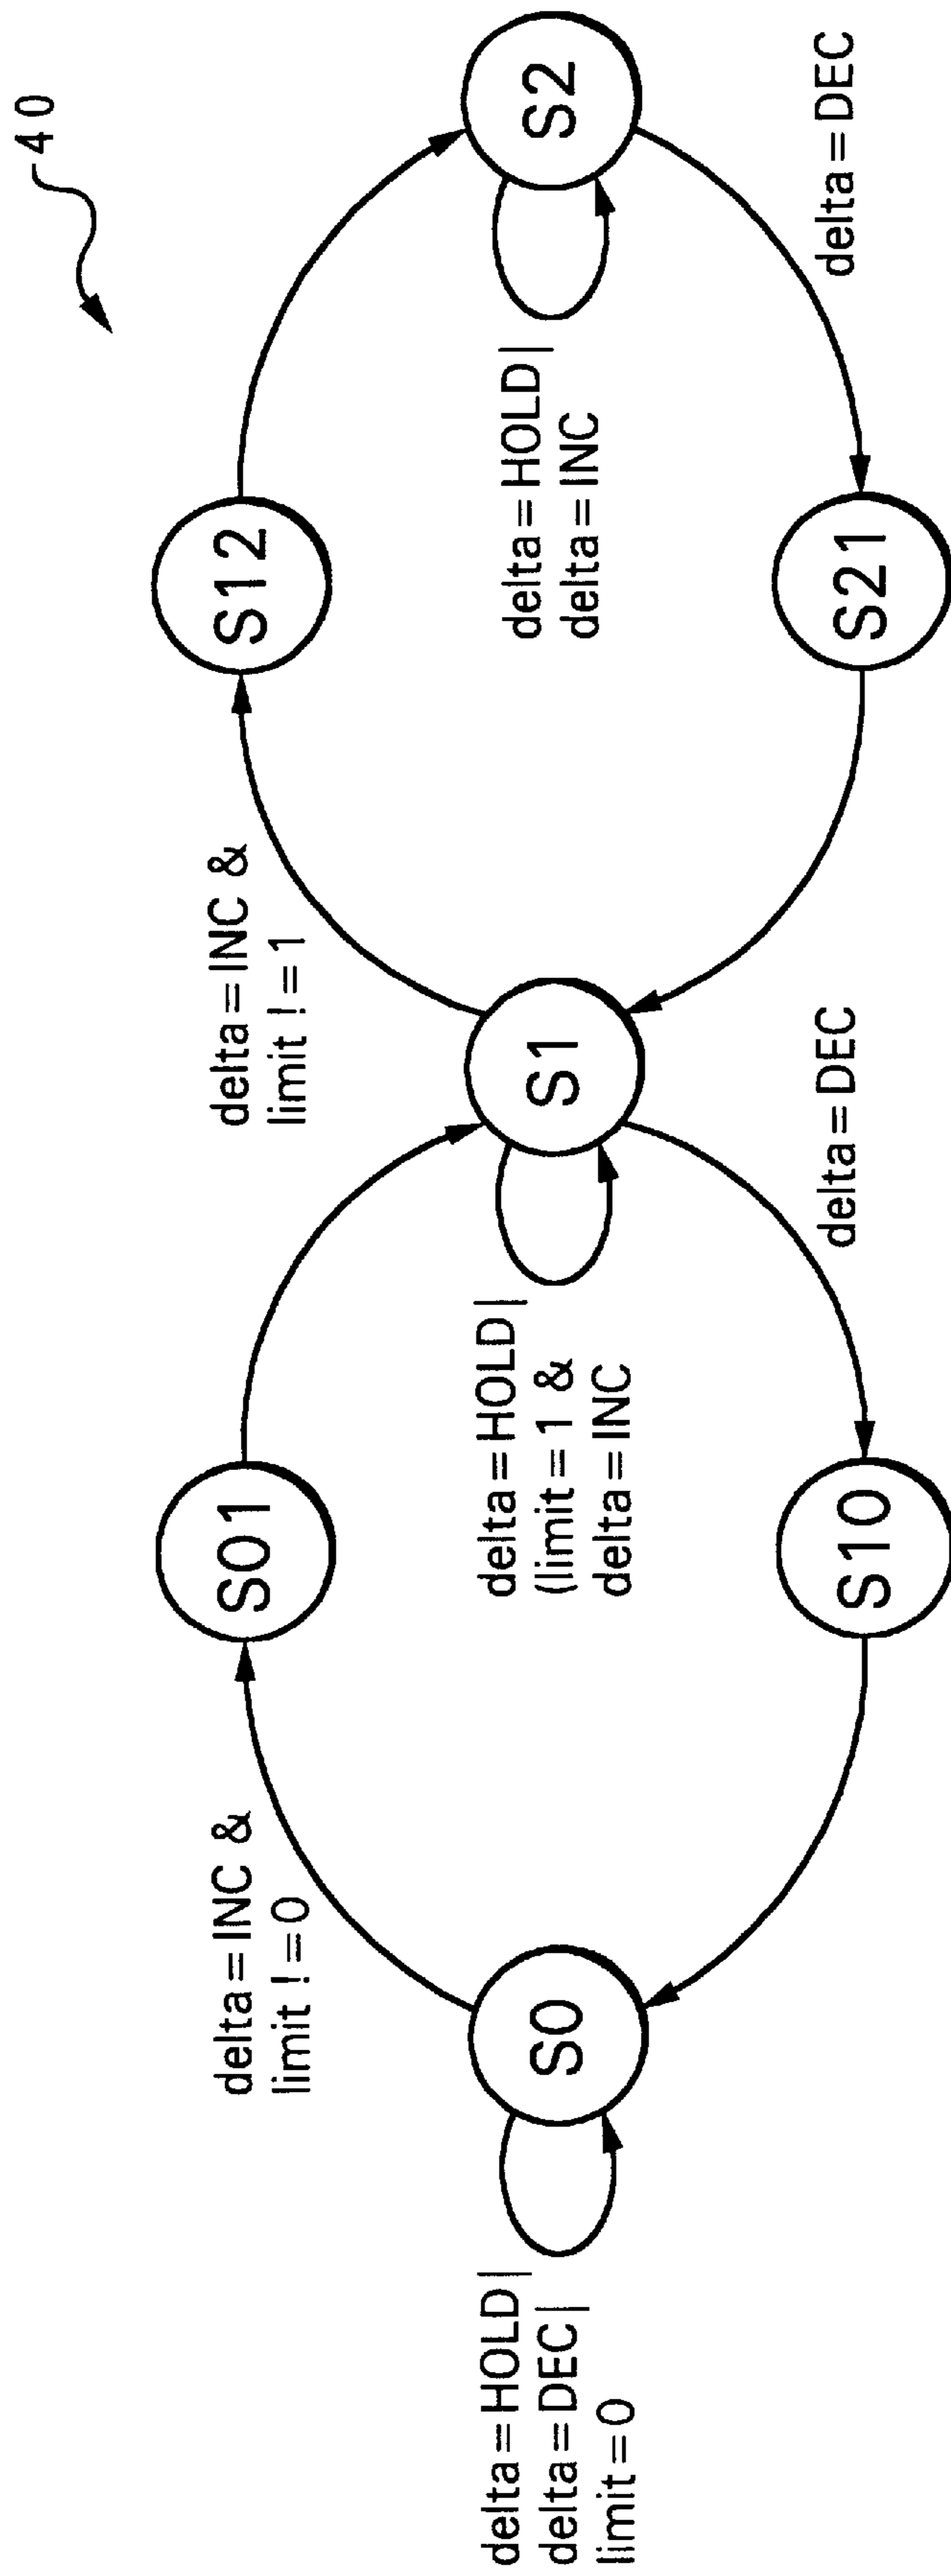 40
delta=INC &
limit !=0
S01
delta=INC &
limit !=1
S12
delta=HOLD|
delta=DEC|
limit=0
S0
delta=HOLD|
(limit=1 &
delta=INC
S1
delta=HOLD|
delta=INC
S2
S10
delta=DEC
S21
delta=DEC